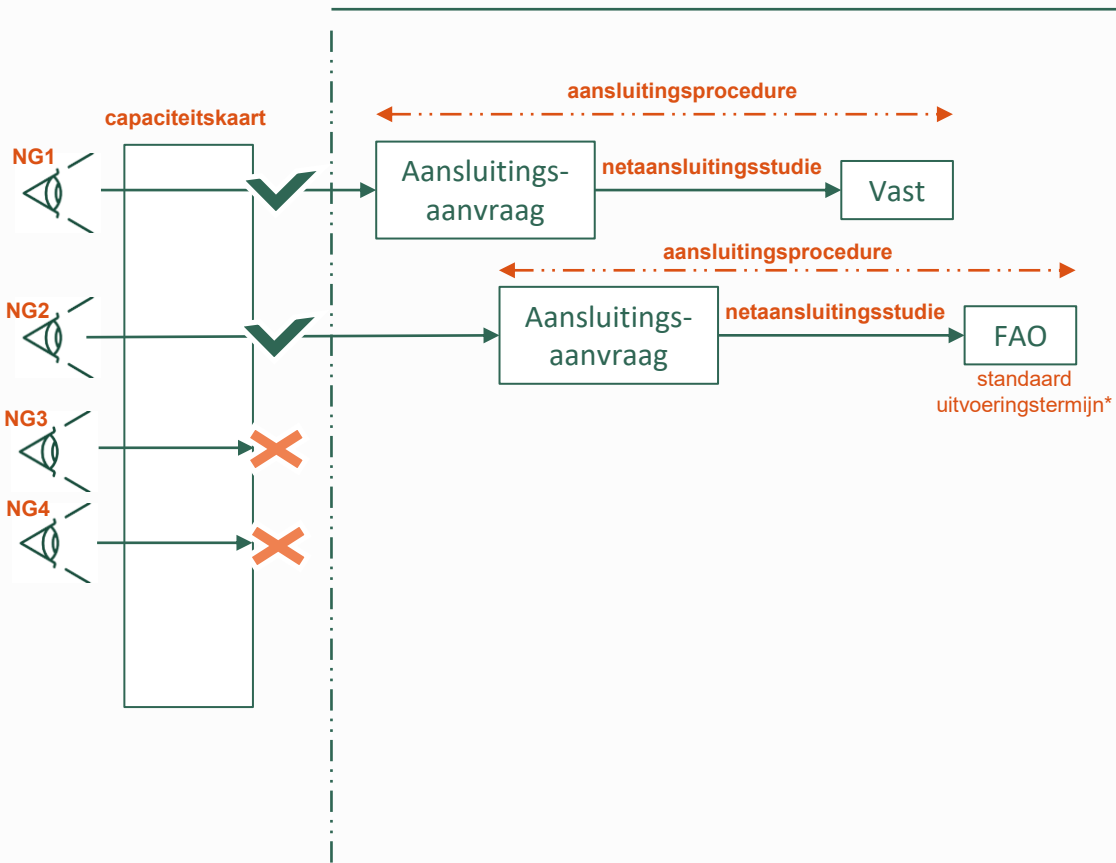 aansluitingsprocedure
capaciteitskaart
NG1
Aansluitings-
aanvraag
netaansluitingsstudie
Vast
aansluitingsprocedure
NG2
Aansluitings-
aanvraag
netaansluitingsstudie
FAO
standaard
uitvoeringstermijn*
NG3
NG4